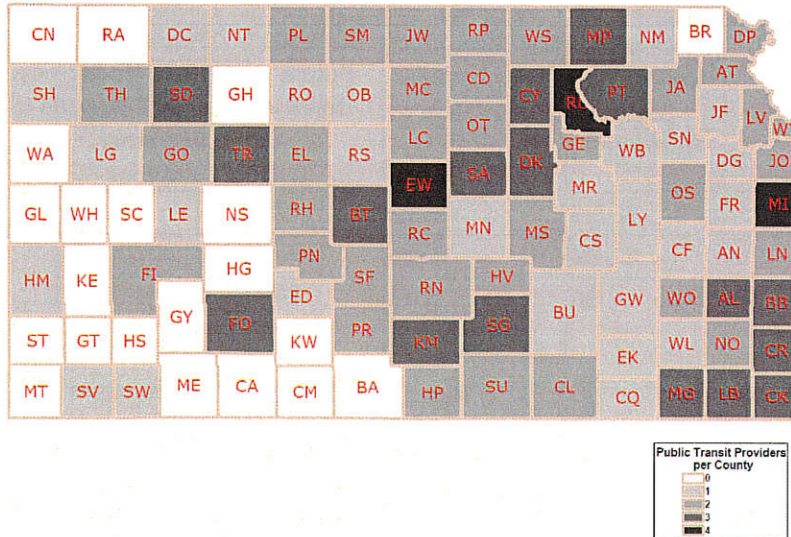 CN RA DC NT PL SM JW RP WS MP NM BR DP
SH TH SD GH RO OB MC CD CY RL PT JA AT
OT JF LV WY
WA LG GO TR EL RS LC GE WB SN DG JO
EW SA DK MR
GL WH SC LE NS RH BT RC MN MS CS LY OS FR MI
HM KE FI HG PN SF RN HV CF AN LN
ED BU GW WO AL BB
ST GT HS GY FO KW PR KM SG EK WL NO CR
MT SV SW ME CA CM BA HP SU CL CQ MG LB CK
Public Transit Providers
per County
0
1
2
3
4